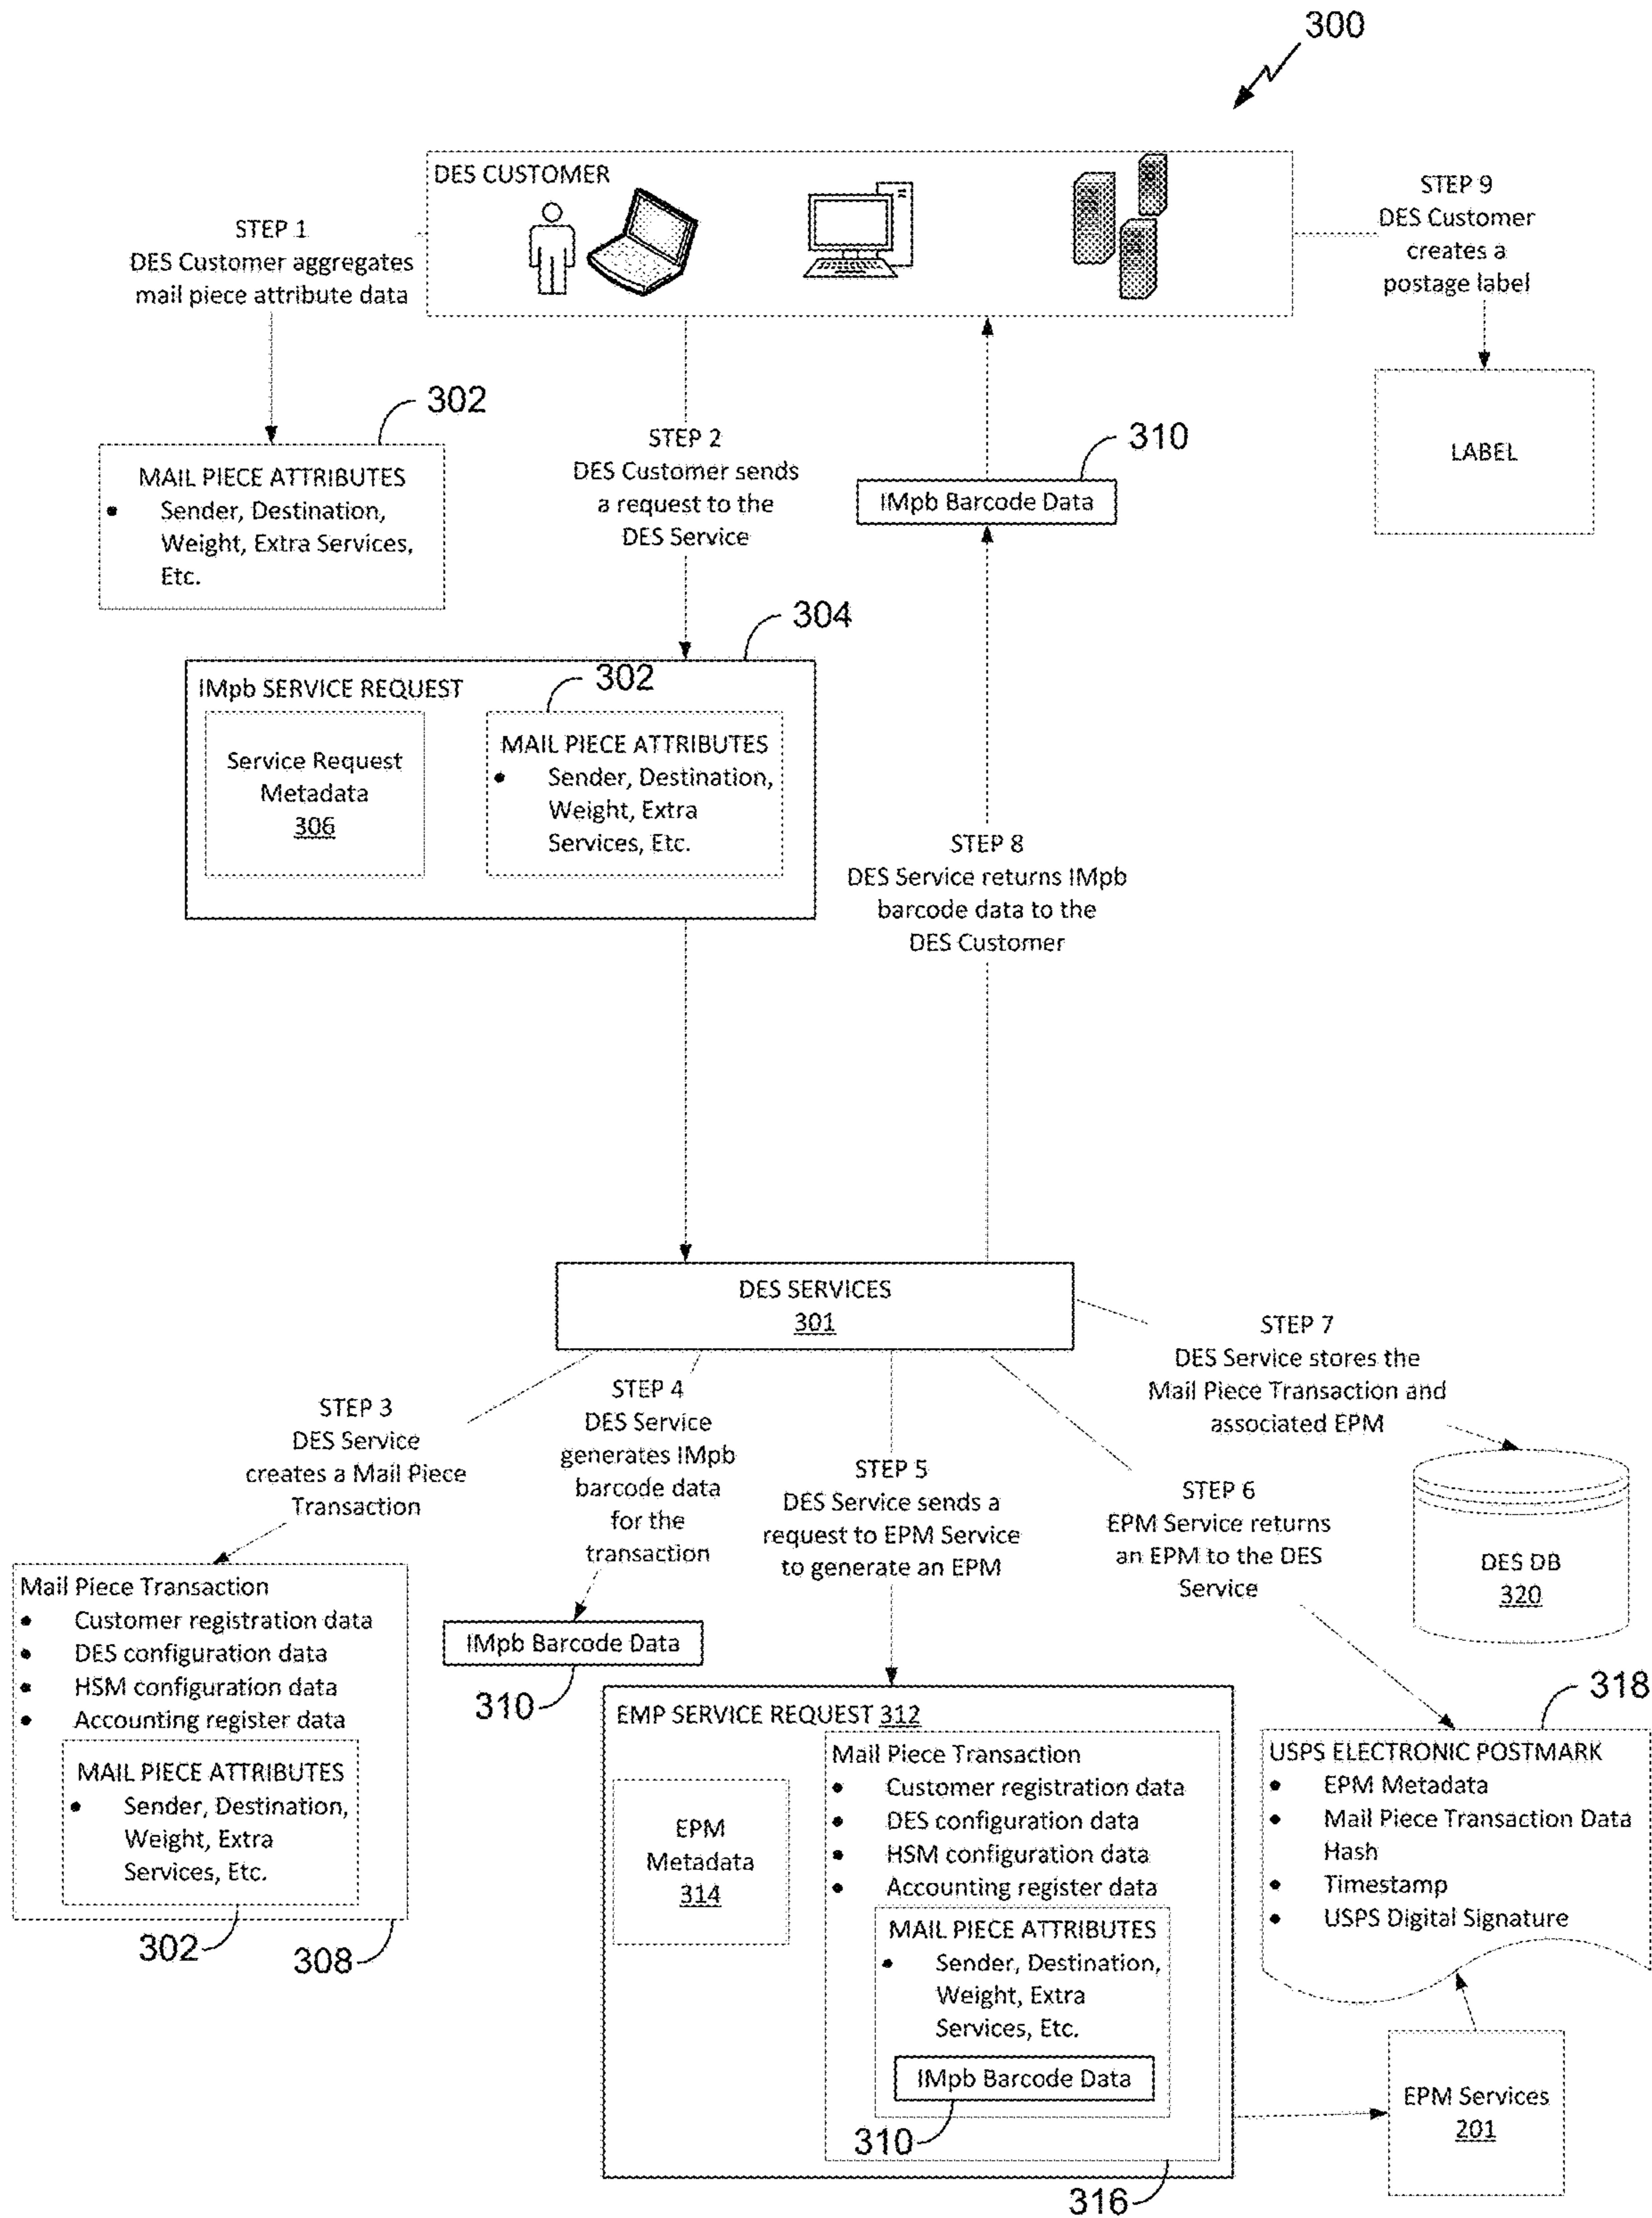 300
DES CUSTOMER
STEP 1
DES Customer aggregates
mail piece attribute data
STEP 9
DES Customer
creates a
postage label
302
MAIL PIECE ATTRIBUTES
• Sender, Destination,
Weight, Extra Services,
Etc.
STEP 2
DES Customer sends
a request to the
DES Service
310
IMpb Barcode Data
LABEL
304
IMpb SERVICE REQUEST
302
Service Request
Metadata
306
MAIL PIECE ATTRIBUTES
• Sender, Destination,
Weight, Extra
Services, Etc.
STEP 8
DES Service returns IMpb
barcode data to the
DES Customer
DES SERVICES
301
STEP 3
DES Service
creates a Mail Piece
Transaction
STEP 4
DES Service
generates IMpb
barcode data
for the
transaction
STEP 5
DES Service sends a
request to EPM Service
to generate an EPM
STEP 6
EPM Service returns
an EPM to the DES
Service
STEP 7
DES Service stores the
Mail Piece Transaction and
associated EPM
DES DB
320
Mail Piece Transaction
• Customer registration data
• DES configuration data
• HSM configuration data
• Accounting register data
MAIL PIECE ATTRIBUTES
• Sender, Destination,
Weight, Extra
Services, Etc.
302
308
IMpb Barcode Data
310
EMP SERVICE REQUEST 312
EPM
Metadata
314
Mail Piece Transaction
• Customer registration data
• DES configuration data
• HSM configuration data
• Accounting register data
MAIL PIECE ATTRIBUTES
• Sender, Destination,
Weight, Extra
Services, Etc.
IMpb Barcode Data
310
316
318
USPS ELECTRONIC POSTMARK
• EPM Metadata
• Mail Piece Transaction Data
Hash
• Timestamp
• USPS Digital Signature
EPM Services
201